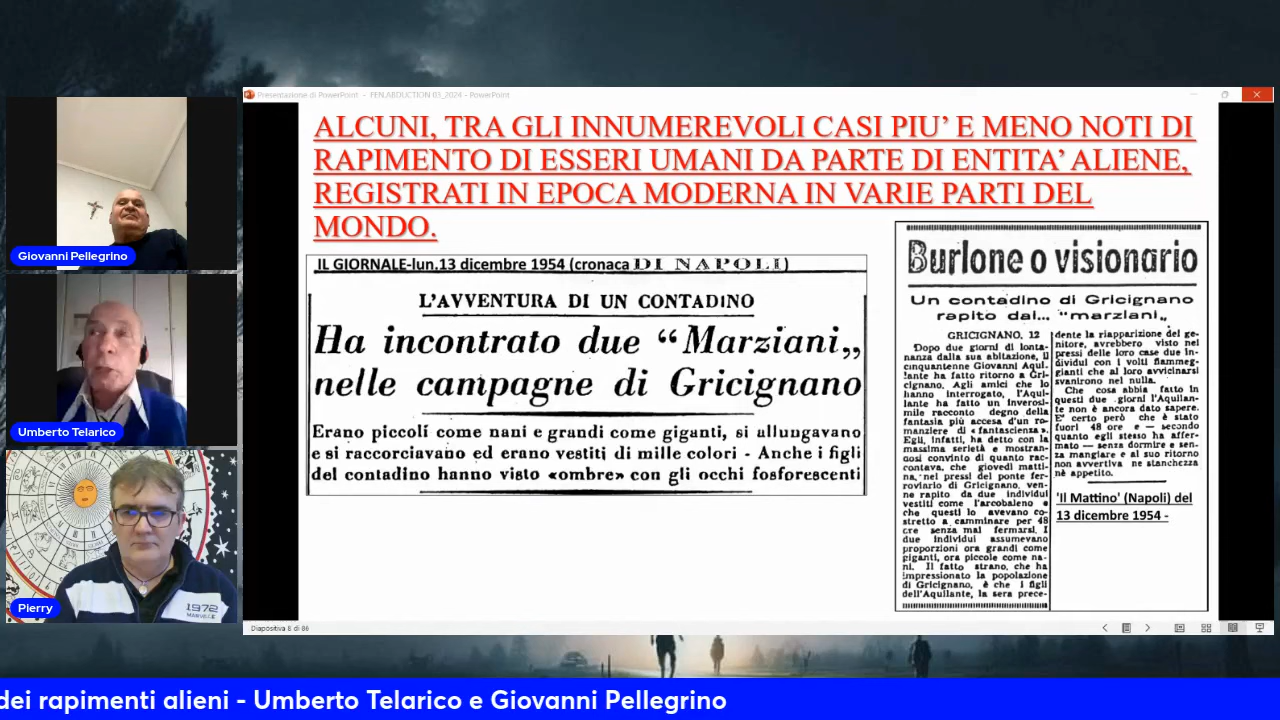 Presentazione di PowerPoint - FEN.ABDUCTION 03_2024 - PowerPoint
ALCUNI, TRA GLI INNUMEREVOLI CASI PIU' E MENO NOTI DI
RAPIMENTO DI ESSERI UMANI DA PARTE DI ENTITA' ALIENE,
REGISTRATI IN EPOCA MODERNA IN VARIE PARTI DEL
MONDO.
IL GIORNALE-lun.13 dicembre 1954 (cronaca DI NAPOLI)
L'AVVENTURA DI UN CONTADINO
Ha incontrato due “Marziani„
nelle campagne di Gricignano
Erano piccoli come nani e grandi come giganti, si allungavano
e si raccorciavano ed erano vestiti di mille colori - Anche i figli
del contadino hanno visto «ombre» con gli occhi fosforescenti
Burlone o visionario
Un contadino di Gricignano
rapito dai... “marziani„
GRICIGNANO, 12
Dopo due giorni di lonta-
nanza dalla sua abitazione, il
cinquantenne Giovanni Aqui-
lante ha fatto ritorno a Gri-
cignano. Agli amici che lo
hanno interrogato, l'Aqui-
lante ha fatto un inverosi-
mile racconto degno della
fantasia più accesa d'un ro-
manziere di « fantascienza ».
Egli, infatti, ha detto con la
massima serietà e mostran-
dosi convinto di quanto rac-
contava, che giovedì matti-
na, nei pressi del ponte fer-
roviario di Gricignano, ven-
ne rapito da due individui
vestiti come l'arcobaleno e
che questi lo avevano co-
stretto a camminare per 48
ore senza mai fermarsi. I
due individui assumevano
proporzioni ora grandi come
giganti, ora piccole come na-
ni. Il fatto strano, che ha
impressionato la popolazione
di Gricignano, è che i figli
dell'Aquilante, la sera prece-
dente la riapparizione del ge-
nitore, avrebbero visto nei
pressi delle loro case due in-
dividui con i volti fiammeg-
gianti che al loro avvicinarsi
svanirono nel nulla.
Che cosa abbia fatto in
questi due giorni l'Aquilan-
te non è ancora dato sapere.
E' certo però che è stato
fuori 48 ore e — secondo
quanto egli stesso ha affer-
mato — senza dormire e sen-
za mangiare e al suo ritorno
non avvertiva nè stanchezza
nè appetito.
'Il Mattino' (Napoli) del
13 dicembre 1954 -
Diapositiva 8 di 86
Giovanni Pellegrino
Umberto Telarico
1972
Pierry
dei rapimenti alieni - Umberto Telarico e Giovanni Pellegrino